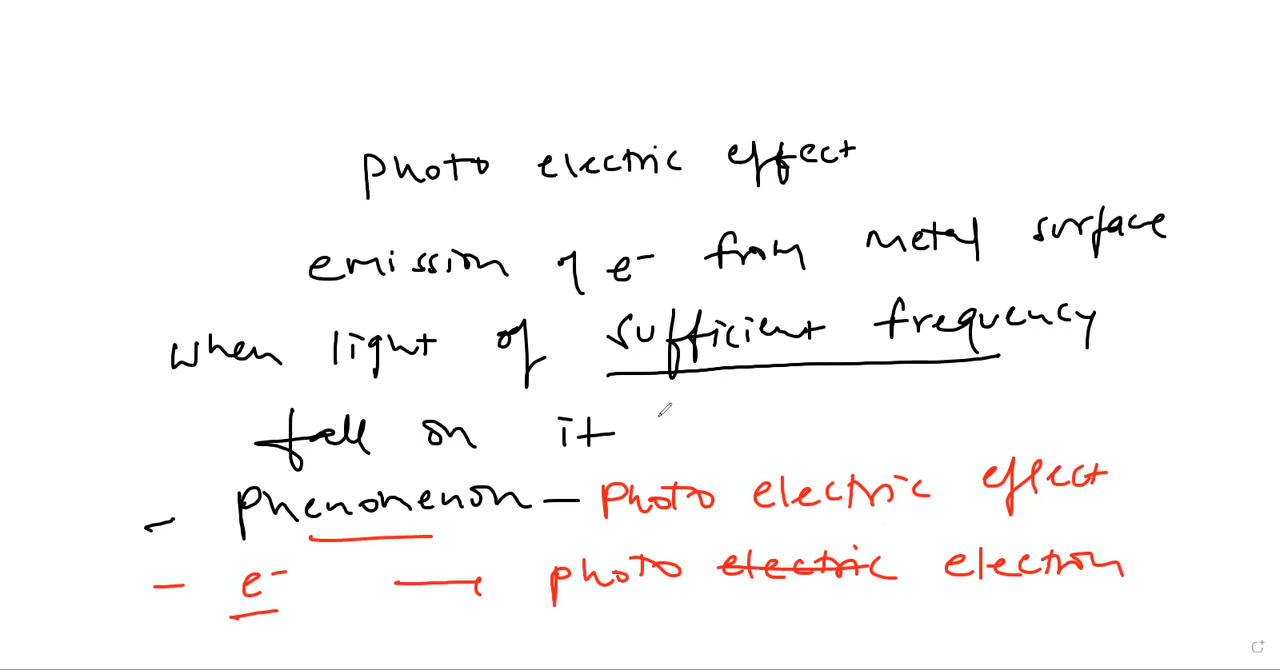 photo electric effect
emission of e⁻ from metal surface
when light of sufficient frequency
fall on it
- phenomenon - photo electric effect
- e⁻ → photo ~~electric~~ electron